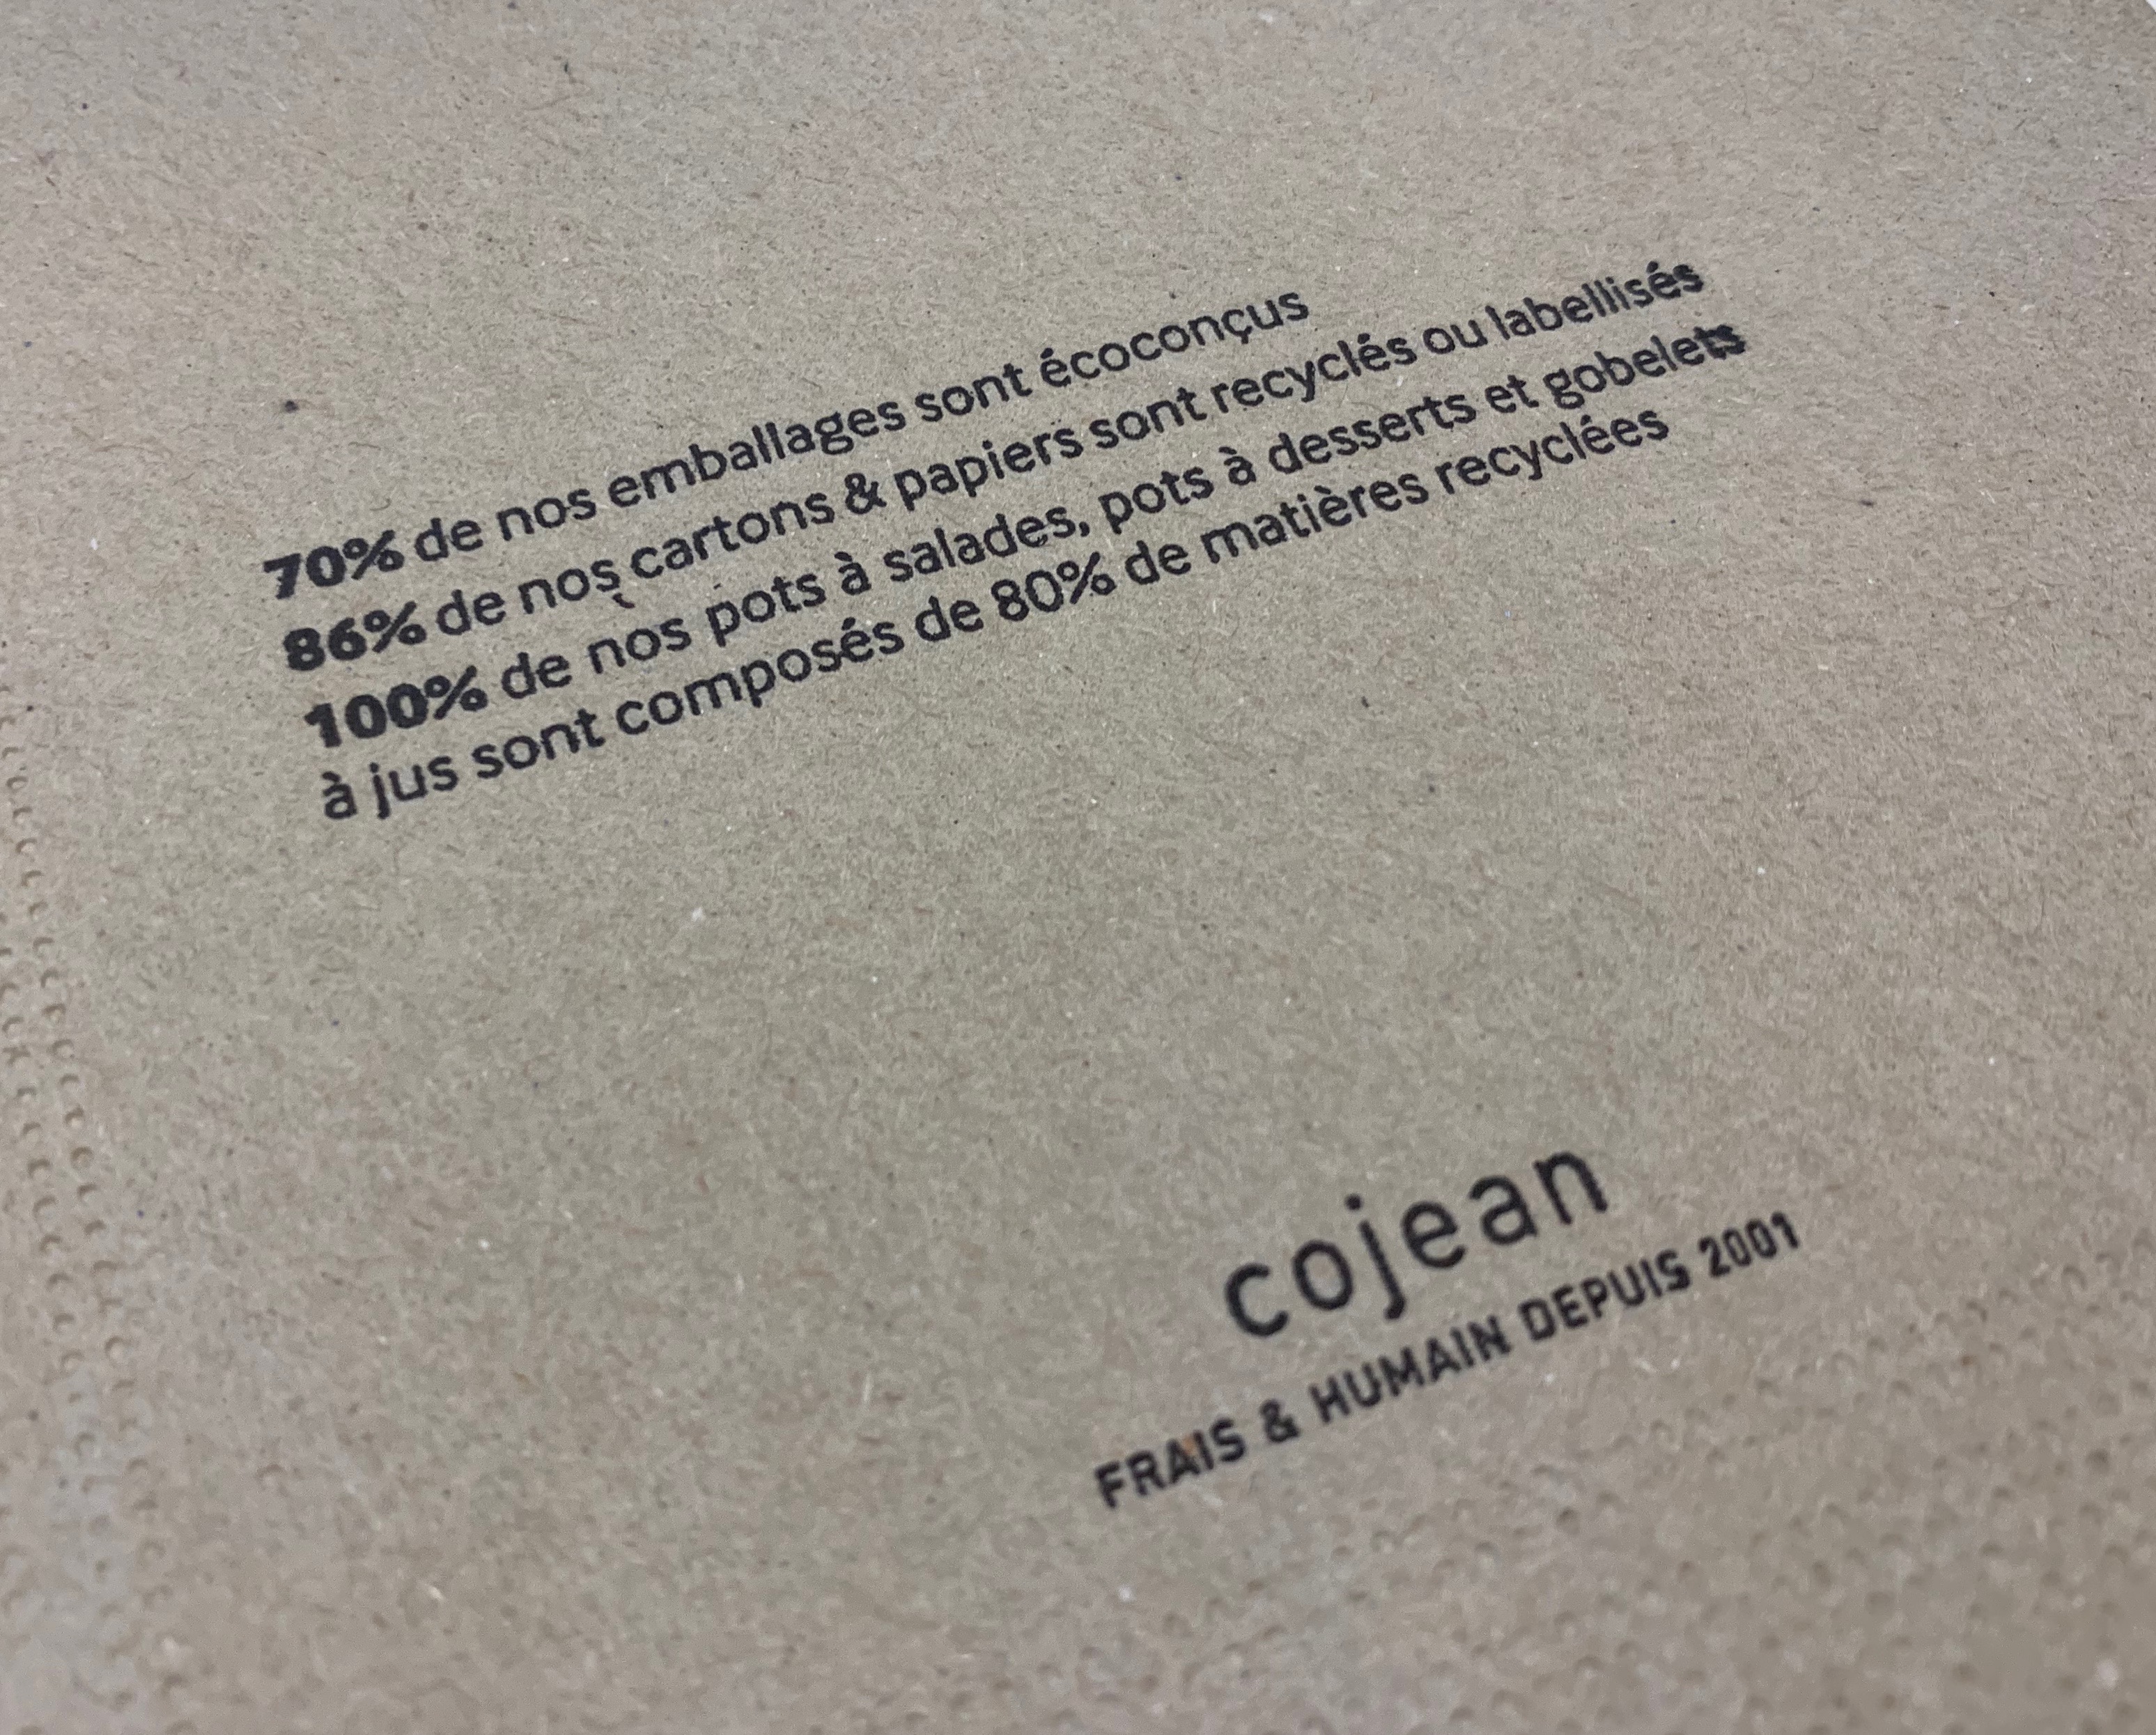 70% de nos emballages sont écoconçus
86% de nos cartons & papiers sont recyclés ou labellisés
100% de nos pots à salades, pots à desserts et gobelets
à jus sont composés de 80% de matières recyclées
cojean
FRAIS & HUMAIN DEPUIS 2001